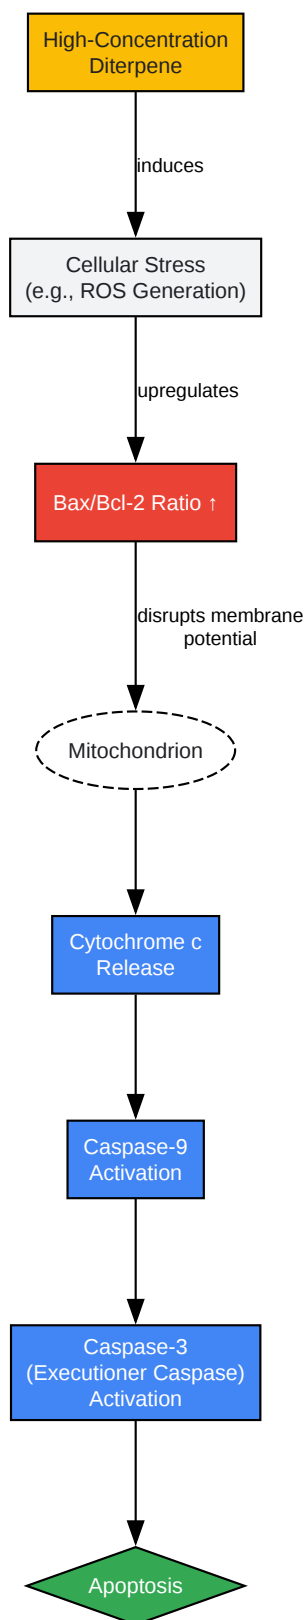 High-Concentration
Diterpene
induces
Cellular Stress
(e.g., ROS Generation)
upregulates
Bax/Bcl-2 Ratio ↑
disrupts membrane
potential
Mitochondrion
Cytochrome c
Release
Caspase-9
Activation
Caspase-3
(Executioner Caspase)
Activation
Apoptosis